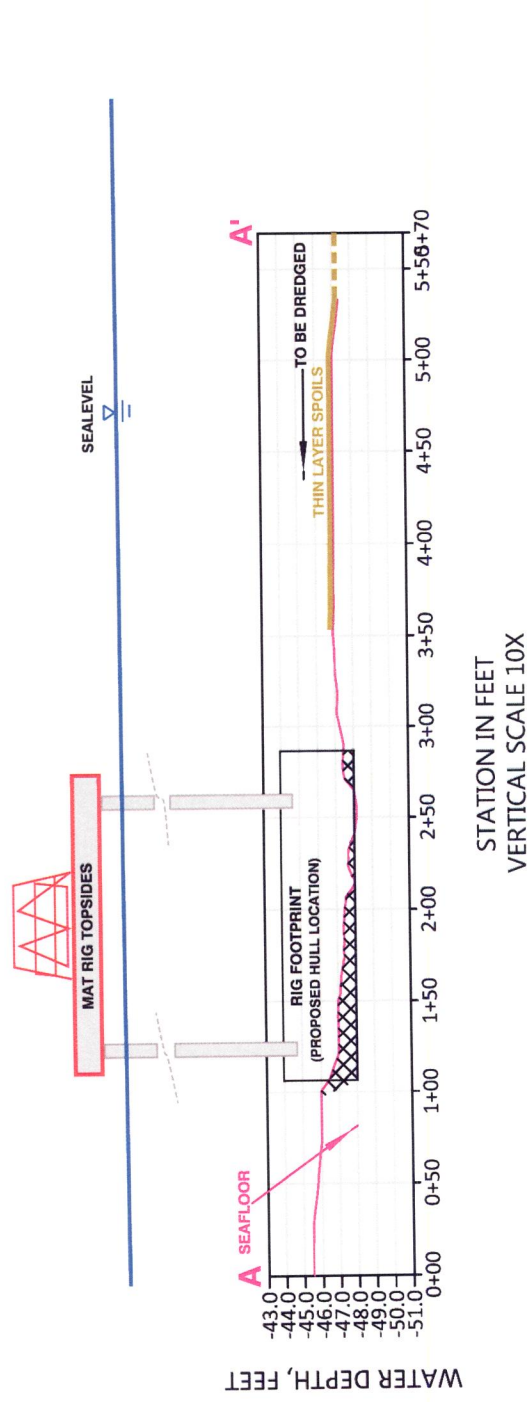 SEALEVEL
MAT RIG TOPSIDES
A
A'
SEAFLOOR
RIG FOOTPRINT
(PROPOSED HULL LOCATION)
TO BE DREDGED
THIN LAYER SPOILS
WATER DEPTH, FEET
-43.0
-44.0
-45.0
-46.0
-47.0
-48.0
-49.0
-50.0
-51.0
0+00 0+50 1+00 1+50 2+00 2+50 3+00 3+50 4+00 4+50 5+00 5+50 5+70
STATION IN FEET
VERTICAL SCALE 10X